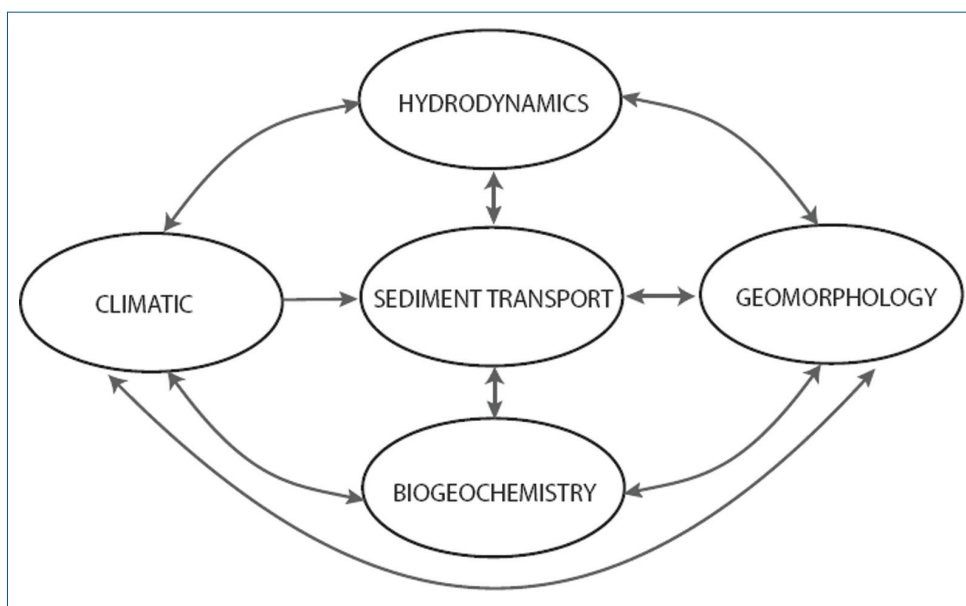 HYDRODYNAMICS
CLIMATIC
SEDIMENT TRANSPORT
GEOMORPHOLOGY
BIOGEOCHEMISTRY